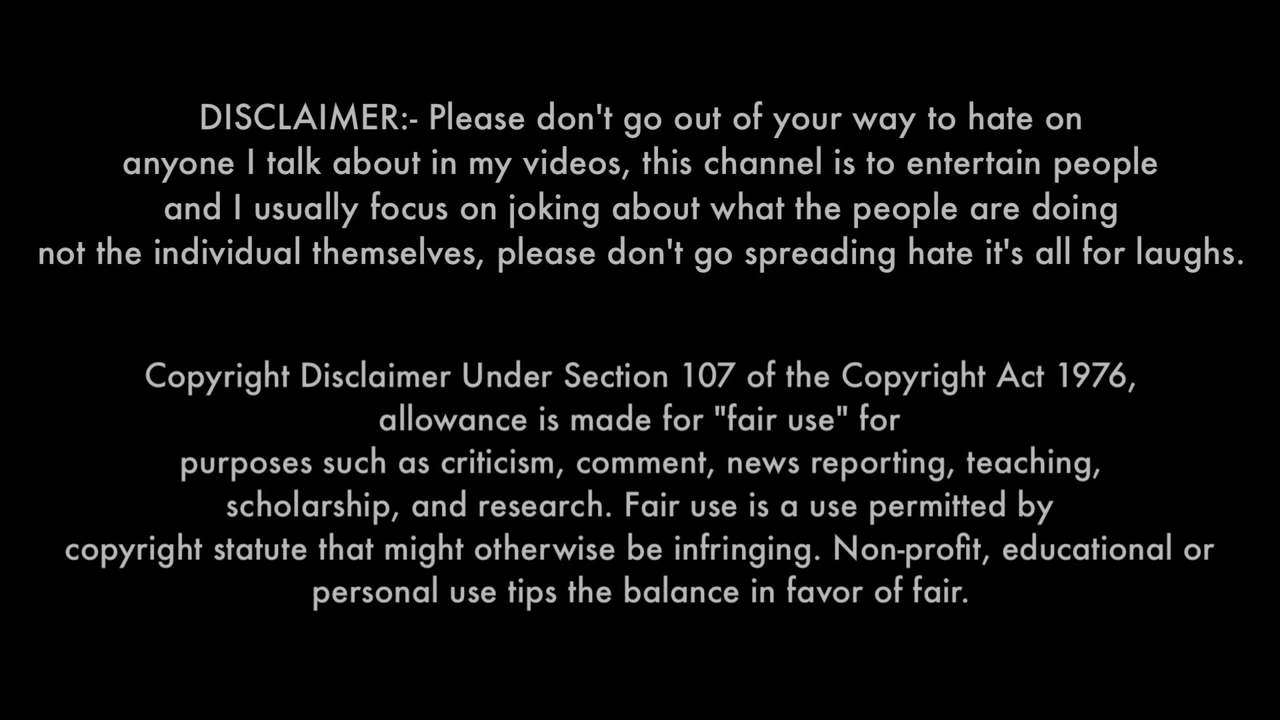 DISCLAIMER:- Please don't go out of your way to hate on
anyone I talk about in my videos, this channel is to entertain people
and I usually focus on joking about what the people are doing
not the individual themselves, please don't go spreading hate it's all for laughs.
Copyright Disclaimer Under Section 107 of the Copyright Act 1976,
allowance is made for "fair use" for
purposes such as criticism, comment, news reporting, teaching,
scholarship, and research. Fair use is a use permitted by
copyright statute that might otherwise be infringing. Non-profit, educational or
personal use tips the balance in favor of fair.